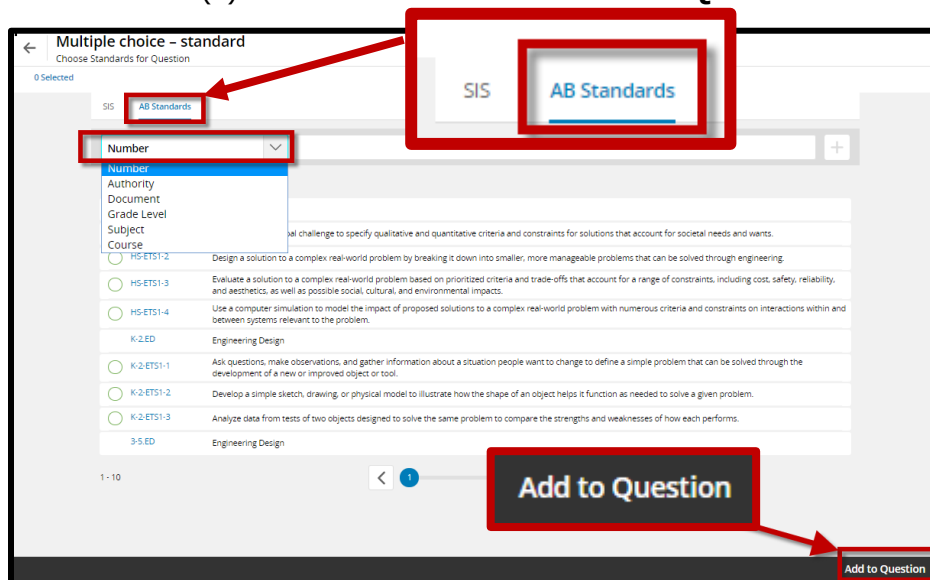 Multiple choice – standard
Choose Standards for Question
0 Selected
SIS AB Standards
SIS AB Standards
Number
Number
Authority
Document
Grade Level
Subject
Course
challenge to specify qualitative and quantitative criteria and constraints for solutions that account for societal needs and wants.
HS-ETS1-2 Design a solution to a complex real-world problem by breaking it down into smaller, more manageable problems that can be solved through engineering.
HS-ETS1-3 Evaluate a solution to a complex real-world problem based on prioritized criteria and trade-offs that account for a range of constraints, including cost, safety, reliability,
and aesthetics, as well as possible social, cultural, and environmental impacts.
HS-ETS1-4 Use a computer simulation to model the impact of proposed solutions to a complex real-world problem with numerous criteria and constraints on interactions within and
between systems relevant to the problem.
K-2.ED Engineering Design
K-2-ETS1-1 Ask questions, make observations, and gather information about a situation people want to change to define a simple problem that can be solved through the
development of a new or improved object or tool.
K-2-ETS1-2 Develop a simple sketch, drawing, or physical model to illustrate how the shape of an object helps it function as needed to solve a given problem.
K-2-ETS1-3 Analyze data from tests of two objects designed to solve the same problem to compare the strengths and weaknesses of how each performs.
3-5.ED Engineering Design
1 - 10
1
Add to Question
Add to Question